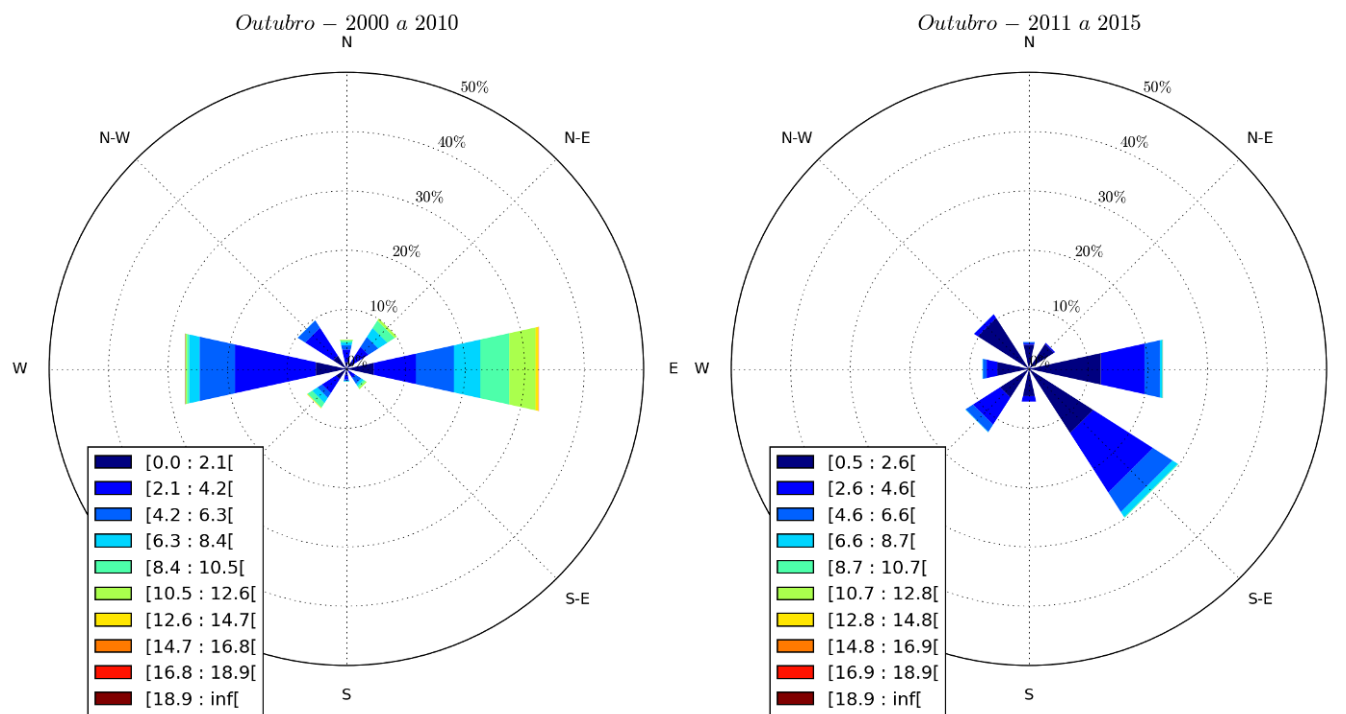 Outubro − 2000 a 2010
N
50%
N-W
N-E
40%
30%
20%
10%
W
E
S-E
S
[0.0 : 2.1[
[2.1 : 4.2[
[4.2 : 6.3[
[6.3 : 8.4[
[8.4 : 10.5[
[10.5 : 12.6[
[12.6 : 14.7[
[14.7 : 16.8[
[16.8 : 18.9[
[18.9 : inf[
Outubro − 2011 a 2015
N
50%
N-W
N-E
40%
30%
20%
10%
W
S-E
S
[0.5 : 2.6[
[2.6 : 4.6[
[4.6 : 6.6[
[6.6 : 8.7[
[8.7 : 10.7[
[10.7 : 12.8[
[12.8 : 14.8[
[14.8 : 16.9[
[16.9 : 18.9[
[18.9 : inf[